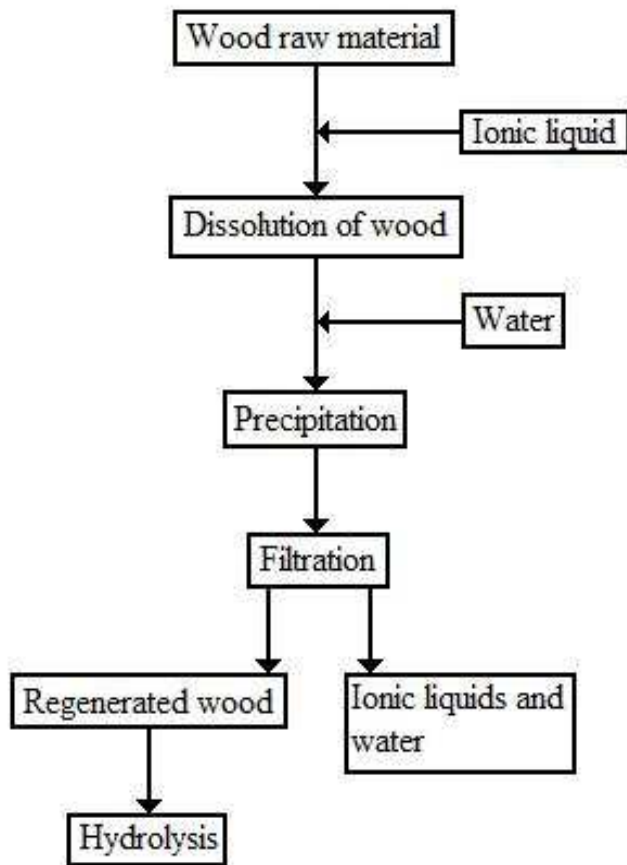 Wood raw material
Ionic liquid
Dissolution of wood
Water
Precipitation
Filtration
Regenerated wood
Ionic liquids and
water
Hydrolysis